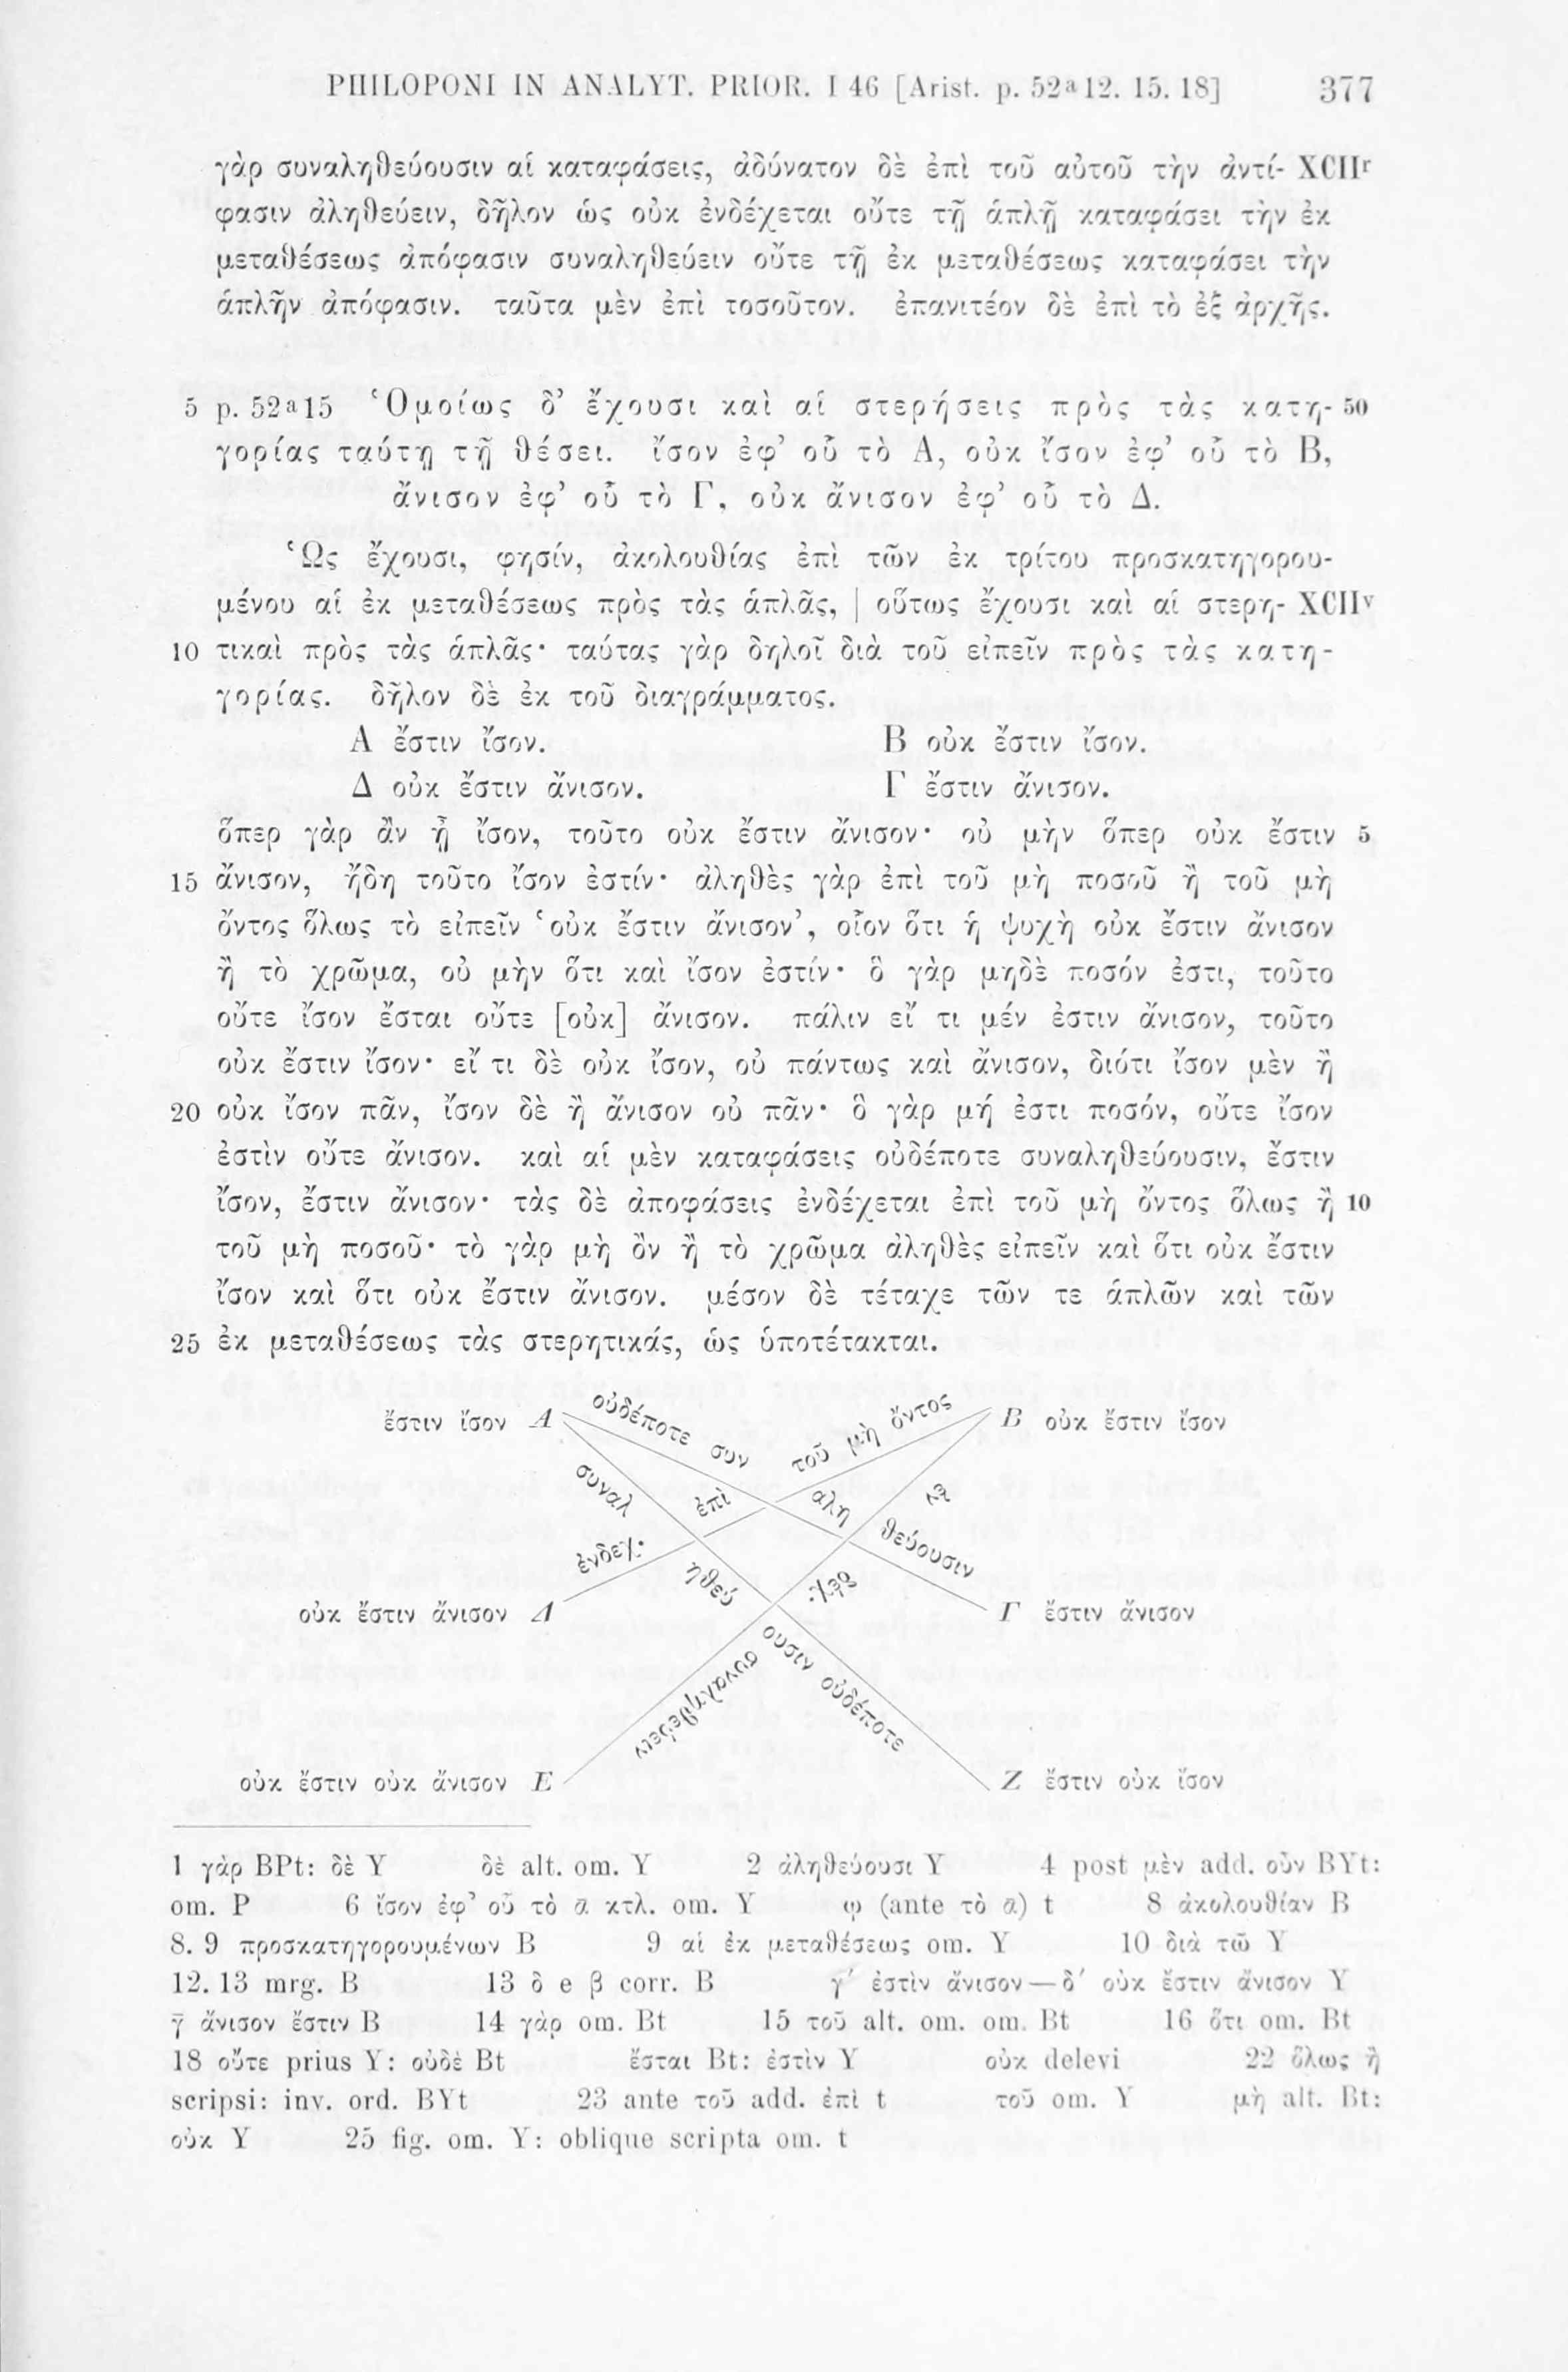 PHILOPONI IN ANALYT. PRIOR. I 46 [Arist. p. 52a12. 15. 18] 377
γὰρ συναληθεύουσιν αἱ καταφάσεις, ἀδύνατον δὲ ἐπὶ τοῦ αὐτοῦ τὴν ἀντί- XCIIr
φασιν ἀληθεύειν, δῆλον ὡς οὐκ ἐνδέχεται οὔτε τῇ ἁπλῇ καταφάσει τὴν ἐκ
μεταθέσεως ἀπόφασιν συναληθεύειν οὔτε τῇ ἐκ μεταθέσεως καταφάσει τὴν
ἁπλῆν ἀπόφασιν. ταῦτα μὲν ἐπὶ τοσοῦτον. ἐπανιτέον δὲ ἐπὶ τὸ ἐξ ἀρχῆς.
5 p. 52a15 Ὁμοίως δ’ ἔχουσι καὶ αἱ στερήσεις πρὸς τὰς κατη- 50
γορίας ταύτῃ τῇ θέσει. ἴσον ἐφ’ οὗ τὸ Α, οὐκ ἴσον ἐφ’ οὗ τὸ Β,
ἄνισον ἐφ’ οὗ τὸ Γ, οὐκ ἄνισον ἐφ’ οὗ τὸ Δ.
Ὡς ἔχουσι, φησίν, ἀκολουθίας ἐπὶ τῶν ἐκ τρίτου προσκατηγορου-
μένου αἱ ἐκ μεταθέσεως πρὸς τὰς ἁπλᾶς, | οὕτως ἔχουσι καὶ αἱ στερη- XCIIv
10 τικαὶ πρὸς τὰς ἁπλᾶς· ταύτας γὰρ δηλοῖ διὰ τοῦ εἰπεῖν πρὸς τὰς κατη-
γορίας. δῆλον δὲ ἐκ τοῦ διαγράμματος.
Α ἔστιν ἴσον. Β οὐκ ἔστιν ἴσον.
Δ οὐκ ἔστιν ἄνισον. Γ ἔστιν ἄνισον.
ὅπερ γὰρ ἂν ᾖ ἴσον, τοῦτο οὐκ ἔστιν ἄνισον· οὐ μὴν ὅπερ οὐκ ἔστιν 5
15 ἄνισον, ἤδη τοῦτο ἴσον ἐστίν· ἀληθὲς γὰρ ἐπὶ τοῦ μὴ ποσοῦ ἢ τοῦ μὴ
ὄντος ὅλως τὸ εἰπεῖν ‘οὐκ ἔστιν ἄνισον’, οἷον ὅτι ἡ ψυχὴ οὐκ ἔστιν ἄνισον
ἢ τὸ χρῶμα, οὐ μὴν ὅτι καὶ ἴσον ἐστίν· ὃ γὰρ μηδὲ ποσόν ἐστι, τοῦτο
οὔτε ἴσον ἔσται οὔτε [οὐκ] ἄνισον. πάλιν εἴ τι μέν ἐστιν ἄνισον, τοῦτο
οὐκ ἔστιν ἴσον· εἴ τι δὲ οὐκ ἴσον, οὐ πάντως καὶ ἄνισον, διότι ἴσον μὲν ἢ
20 οὐκ ἴσον πᾶν, ἴσον δὲ ἢ ἄνισον οὐ πᾶν· ὃ γὰρ μή ἐστι ποσόν, οὔτε ἴσον
ἐστὶν οὔτε ἄνισον. καὶ αἱ μὲν καταφάσεις οὐδέποτε συναληθεύουσιν, ἔστιν
ἴσον, ἔστιν ἄνισον· τὰς δὲ ἀποφάσεις ἐνδέχεται ἐπὶ τοῦ μὴ ὄντος ὅλως ἢ 10
τοῦ μὴ ποσοῦ· τὸ γὰρ μὴ ὂν ἢ τὸ χρῶμα ἀληθὲς εἰπεῖν καὶ ὅτι οὐκ ἔστιν
ἴσον καὶ ὅτι οὐκ ἔστιν ἄνισον. μέσον δὲ τέταχε τῶν τε ἁπλῶν καὶ τῶν
25 ἐκ μεταθέσεως τὰς στερητικάς, ὡς ὑποτέτακται.
ἔστιν ἴσον Α
Β οὐκ ἔστιν ἴσον
οὐδέποτε συν αλη θεύουσιν
ἐνδεχ· ἐπὶ τοῦ μὴ ὄντος
συναλ ηθεύ ουσιν οὐδέποτε
ἐν δεχ· συναληθεύειν
οὐκ ἔστιν ἄνισον Δ
Γ ἔστιν ἄνισον
οὐκ ἔστιν οὐκ ἄνισον Ε
Ζ ἔστιν οὐκ ἴσον
1 γὰρ BPt: δὲ Y δὲ alt. om. Y 2 ἀληθεύουσι Y 4 post μὲν add. οὖν BYt:
om. P 6 ἴσον ἐφ’ οὗ τὸ ᾱ κτλ. om. Y ᾧ (ante τὸ ᾱ) t 8 ἀκολουθίαν B
8. 9 προσκατηγορουμένων B 9 αἱ ἐκ μεταθέσεως om. Y 10 διὰ τῶ Y
12. 13 mrg. B 13 δ e β corr. B γ′ ἐστὶν ἄνισον — δ′ οὐκ ἔστιν ἄνισον Y
γ̄ ἄνισον ἔστιν B 14 γὰρ om. Bt 15 τοῦ alt. om. om. Bt 16 ὅτι om. Bt
18 οὔτε prius Y: οὐδὲ Bt ἔσται Bt: ἐστὶν Y οὐκ delevi 22 ὅλως ἢ
scripsi: inv. ord. BYt 23 ante τοῦ add. ἐπὶ t τοῦ om. Y μὴ alt. Bt:
οὐκ Y 25 fig. om. Y: oblique scripta om. t